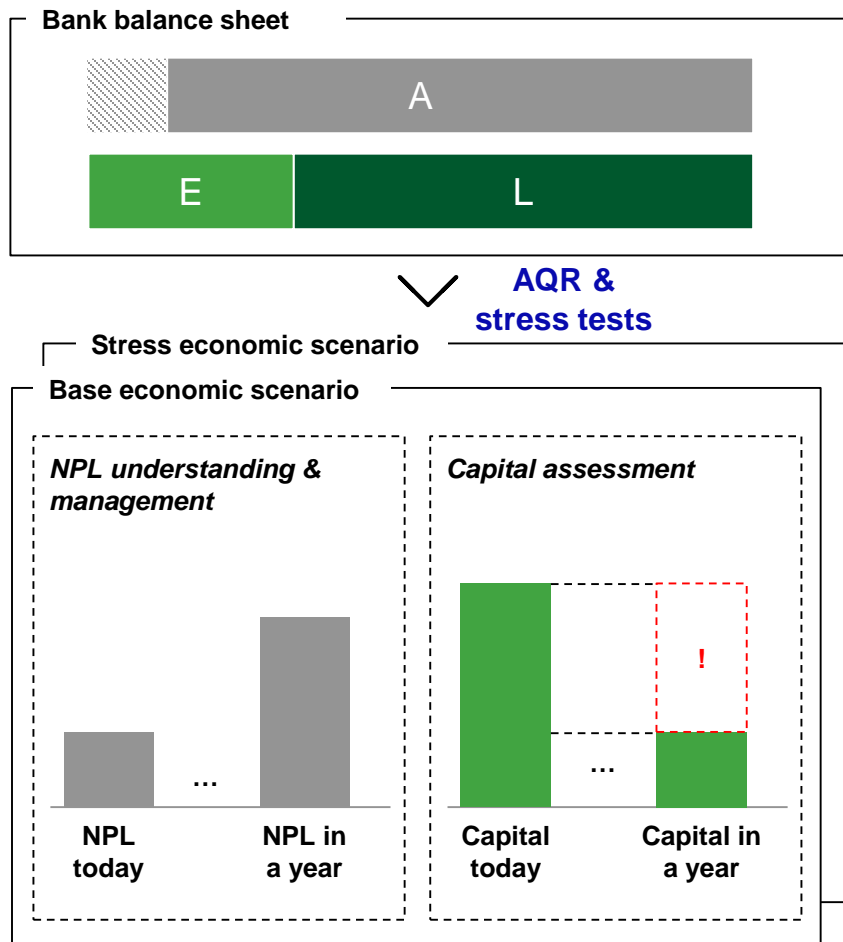 Bank balance sheet
A
E
L
AQR &
stress tests
Stress economic scenario
Base economic scenario
NPL understanding &
management
...
NPL
today
NPL in
a year
Capital assessment
!
...
Capital
today
Capital in
a year